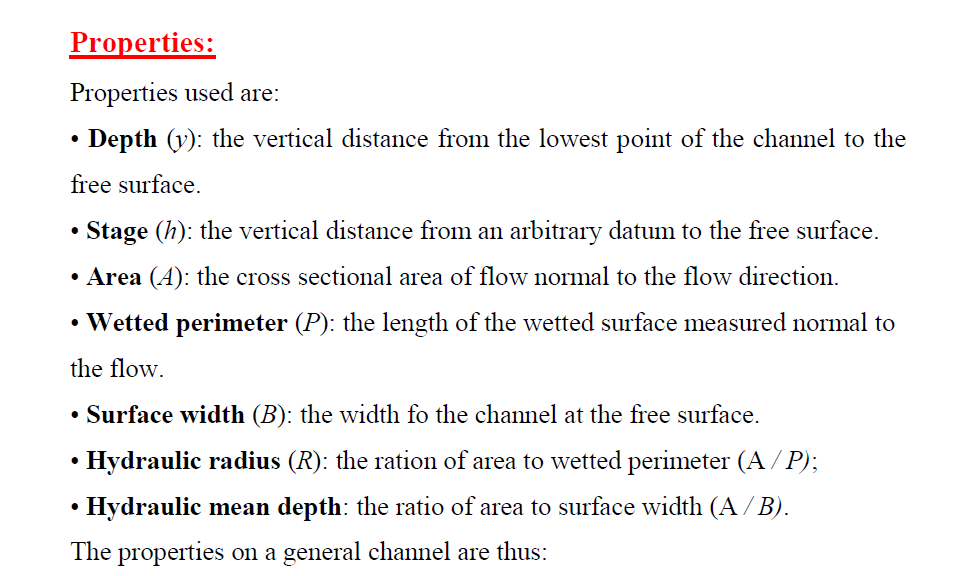 Properties:
Properties used are:
• Depth (y): the vertical distance from the lowest point of the channel to the
free surface.
• Stage (h): the vertical distance from an arbitrary datum to the free surface.
• Area (A): the cross sectional area of flow normal to the flow direction.
• Wetted perimeter (P): the length of the wetted surface measured normal to
the flow.
• Surface width (B): the width fo the channel at the free surface.
• Hydraulic radius (R): the ration of area to wetted perimeter (A / P);
• Hydraulic mean depth: the ratio of area to surface width (A / B).
The properties on a general channel are thus: